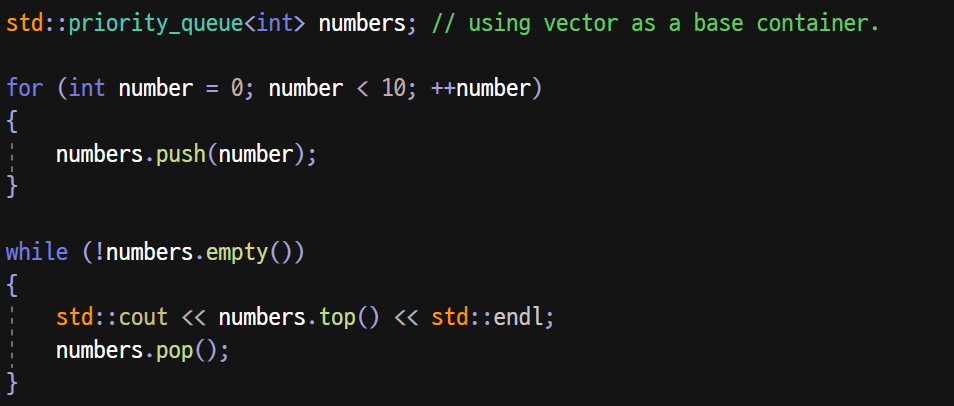 std::priority_queue<int> numbers; // using vector as a base container.
for (int number = 0; number < 10; ++number)
{
    numbers.push(number);
}
while (!numbers.empty())
{
    std::cout << numbers.top() << std::endl;
    numbers.pop();
}